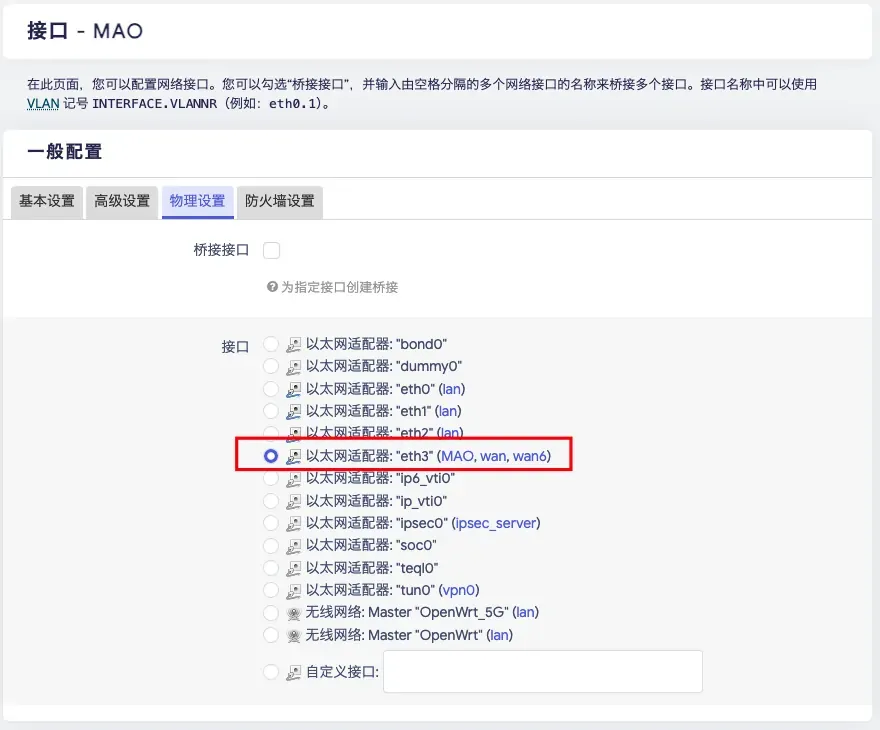 接口 - MAO
在此页面，您可以配置网络接口。您可以勾选“桥接接口”，并输入由空格分隔的多个网络接口的名称来桥接多个接口。接口名称中可以使用
VLAN 记号 INTERFACE.VLANNR（例如：eth0.1）。
一般配置
基本设置 高级设置 物理设置 防火墙设置
桥接接口
为指定接口创建桥接
接口
以太网适配器: "bond0"
以太网适配器: "dummy0"
以太网适配器: "eth0" (lan)
以太网适配器: "eth1" (lan)
以太网适配器: "eth2" (lan)
以太网适配器: "eth3" (MAO, wan, wan6)
以太网适配器: "ip6_vti0"
以太网适配器: "ip_vti0"
以太网适配器: "ipsec0" (ipsec_server)
以太网适配器: "soc0"
以太网适配器: "teql0"
以太网适配器: "tun0" (vpn0)
无线网络: Master "OpenWrt_5G" (lan)
无线网络: Master "OpenWrt" (lan)
自定义接口: